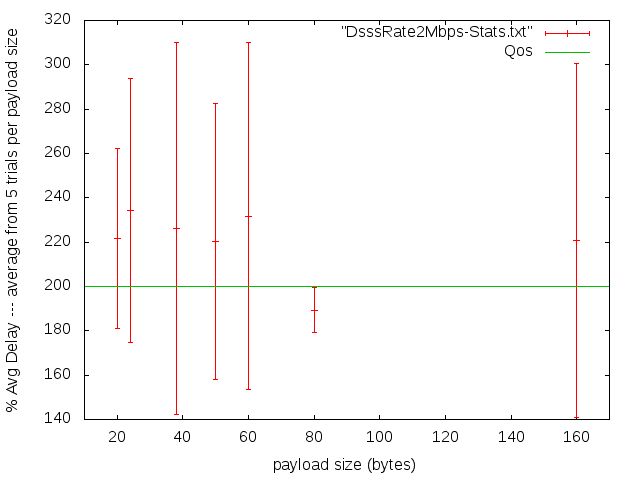 320
300
280
260
240
220
200
180
160
140
20 40 60 80 100 120 140 160
% Avg Delay --- average from 5 trials per payload size
payload size (bytes)
"DsssRate2Mbps-Stats.txt"
Qos